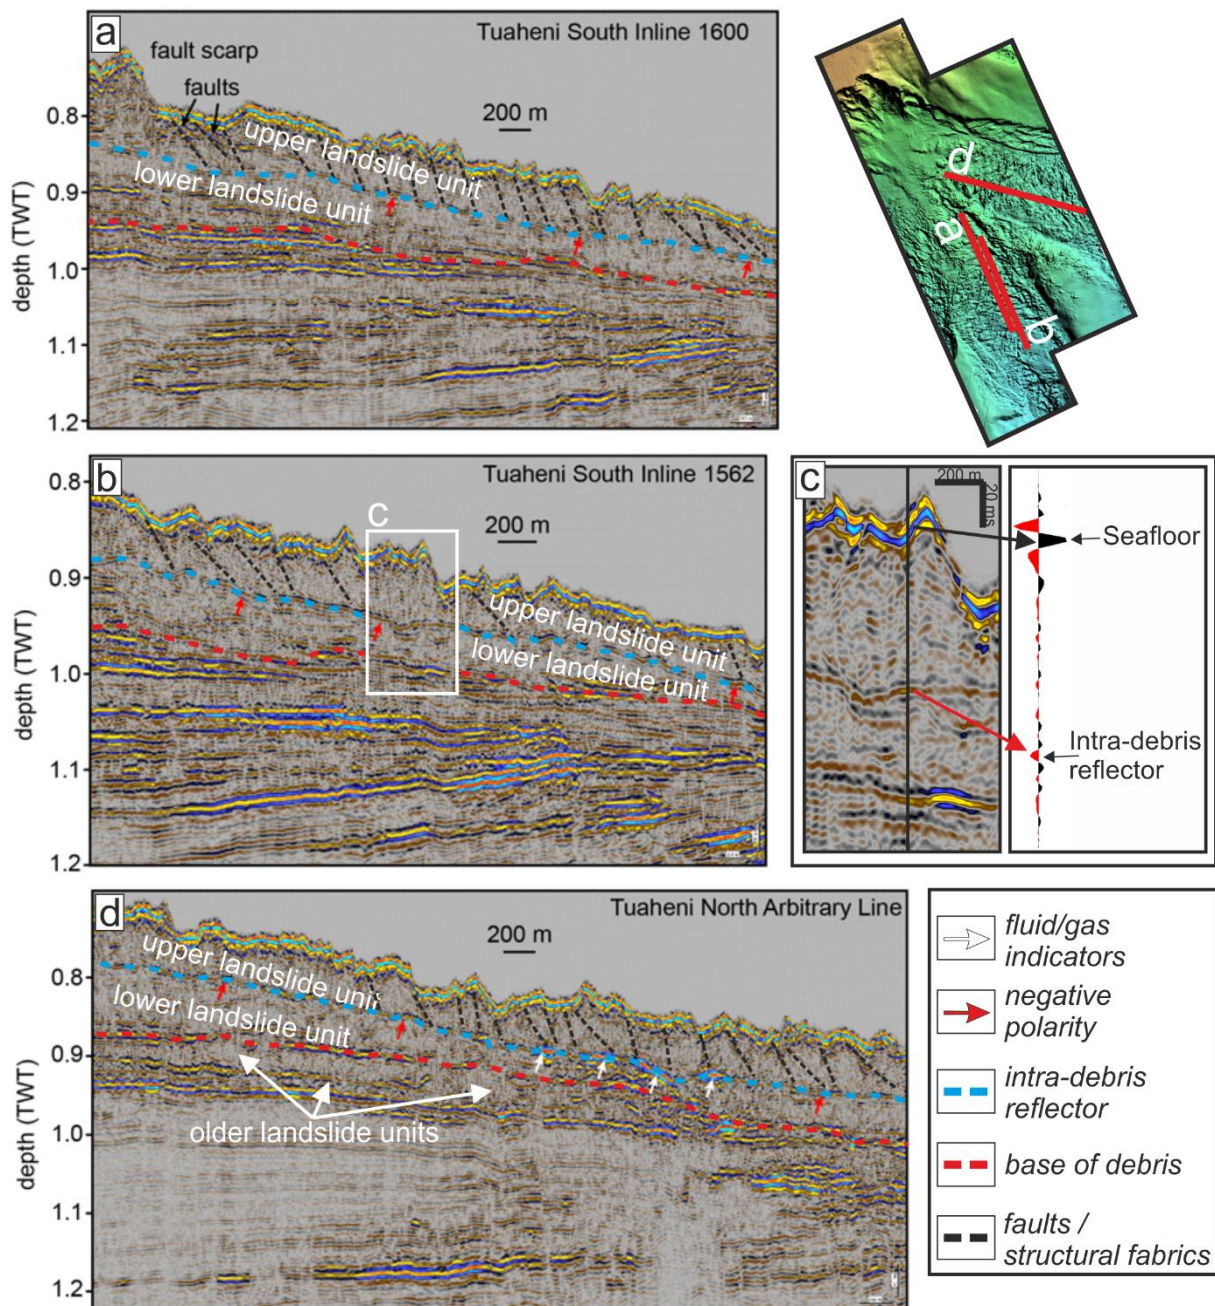 a
Tuaheni South Inline 1600
fault scarp
faults
200 m
upper landslide unit
lower landslide unit
depth (TWT)
0.8
0.9
1.0
1.1
1.2
d
a
b
b
Tuaheni South Inline 1562
C
200 m
upper landslide unit
lower landslide unit
depth (TWT)
0.8
0.9
1.0
1.1
1.2
c
200 m
20 ms
Seafloor
Intra-debris
reflector
d
Tuaheni North Arbitrary Line
200 m
upper landslide unit
lower landslide unit
older landslide units
depth (TWT)
0.8
0.9
1.0
1.1
1.2
fluid/gas
indicators
negative
polarity
intra-debris
reflector
base of debris
faults /
structural fabrics